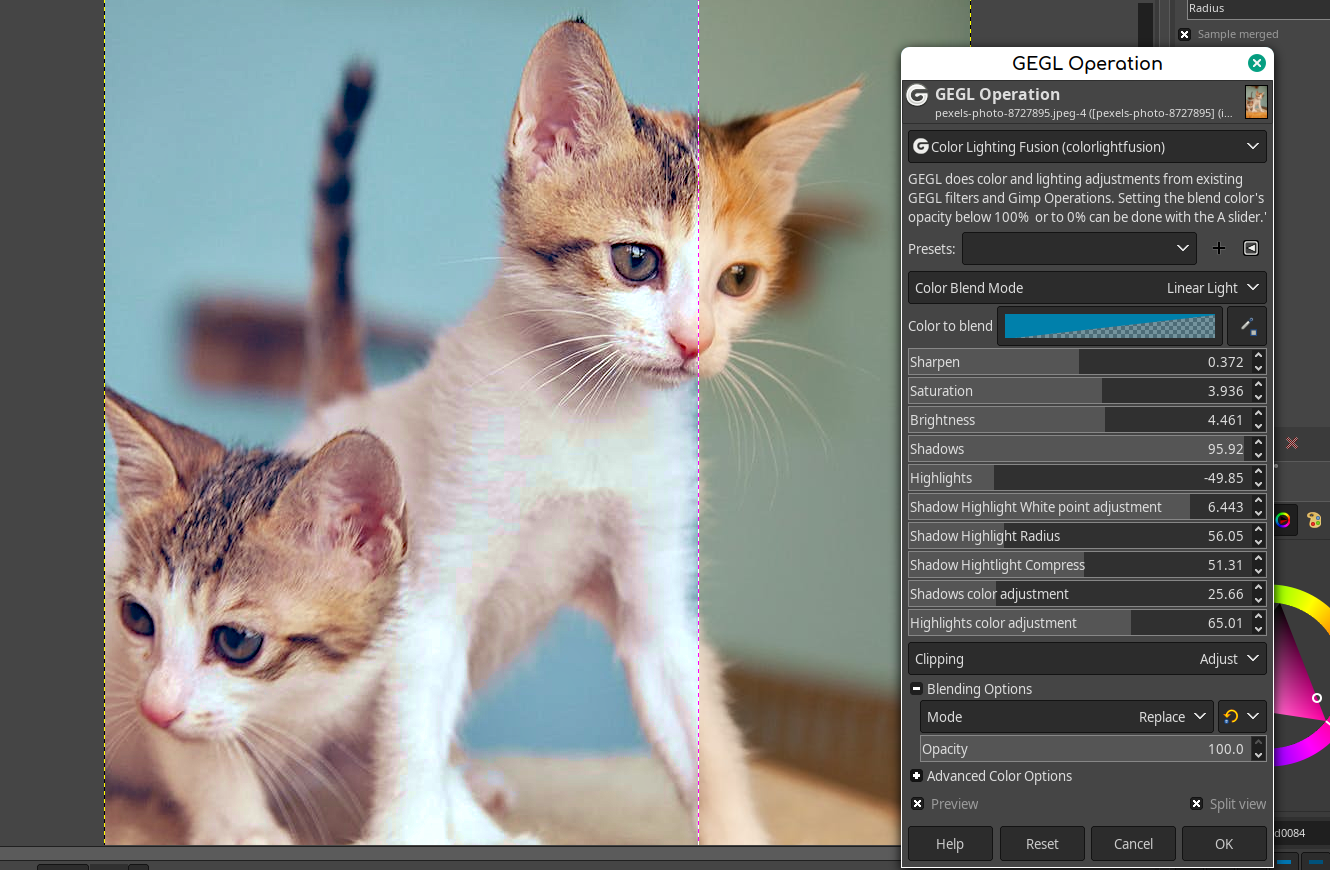 Radius
Sample merged
GEGL Operation
GEGL Operation
pexels-photo-8727895.jpeg-4 ([pexels-photo-8727895] (i...
Color Lighting Fusion (colorlightfusion)
GEGL does color and lighting adjustments from existing
GEGL filters and Gimp Operations. Setting the blend color's
opacity below 100%  or to 0% can be done with the A slider.'
Presets:
Color Blend Mode Linear Light
Color to blend
Sharpen 0.372
Saturation 3.936
Brightness 4.461
Shadows 95.92
Highlights -49.85
Shadow Highlight White point adjustment 6.443
Shadow Highlight Radius 56.05
Shadow Hightlight Compress 51.31
Shadows color adjustment 25.66
Highlights color adjustment 65.01
Clipping Adjust
Blending Options
Mode Replace
Opacity 100.0
Advanced Color Options
Preview Split view
d0084
Help Reset Cancel OK